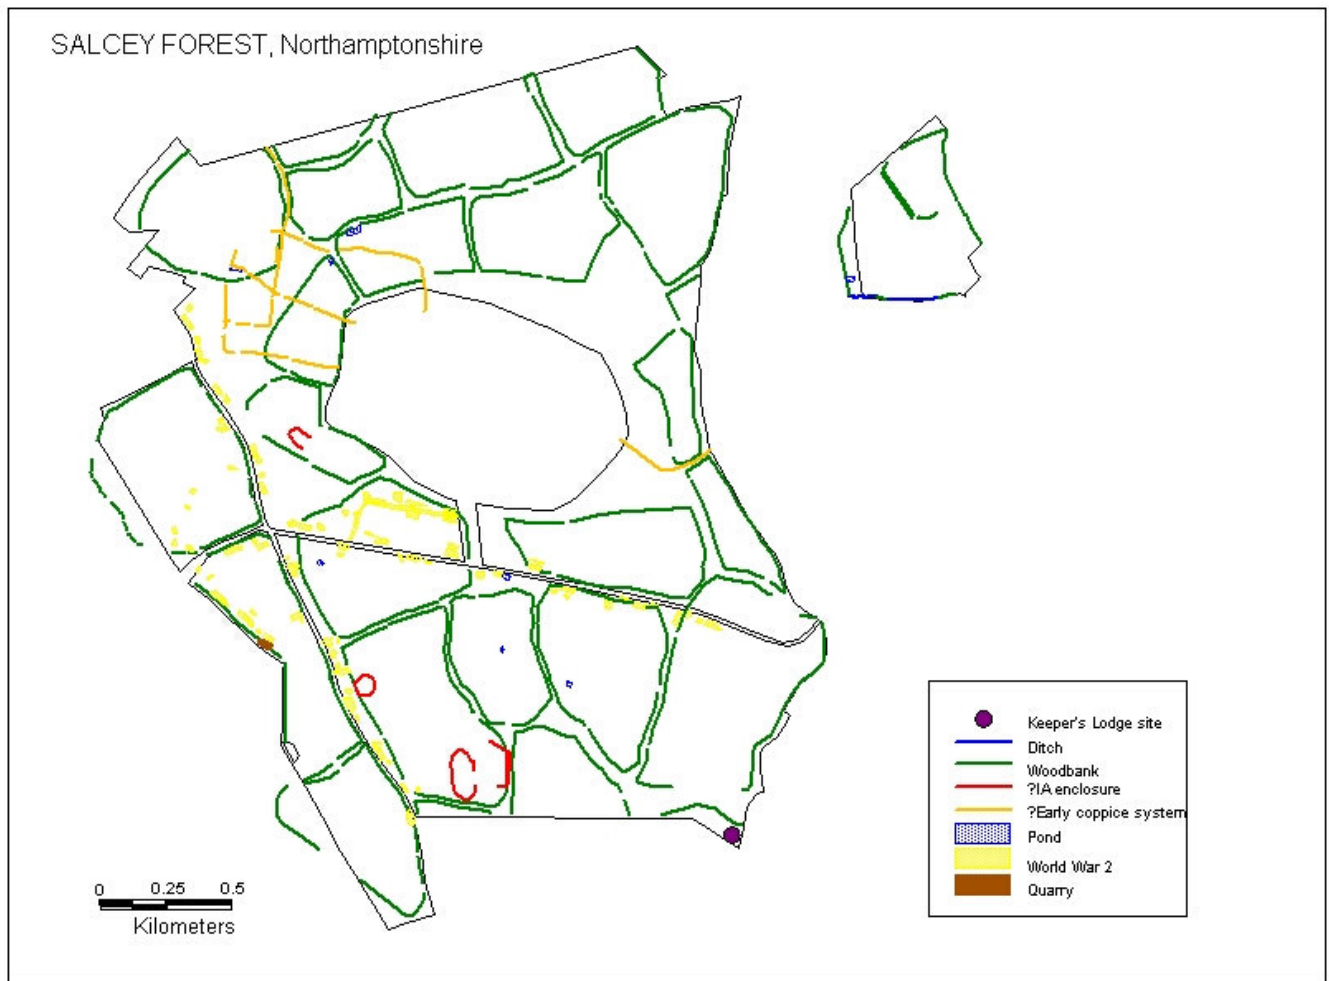 SALCEY FOREST, Northamptonshire
Keeper's Lodge site
Ditch
Woodbank
?IA enclosure
?Early coppice system
Pond
World War 2
Quarry
0 0.25 0.5
Kilometers